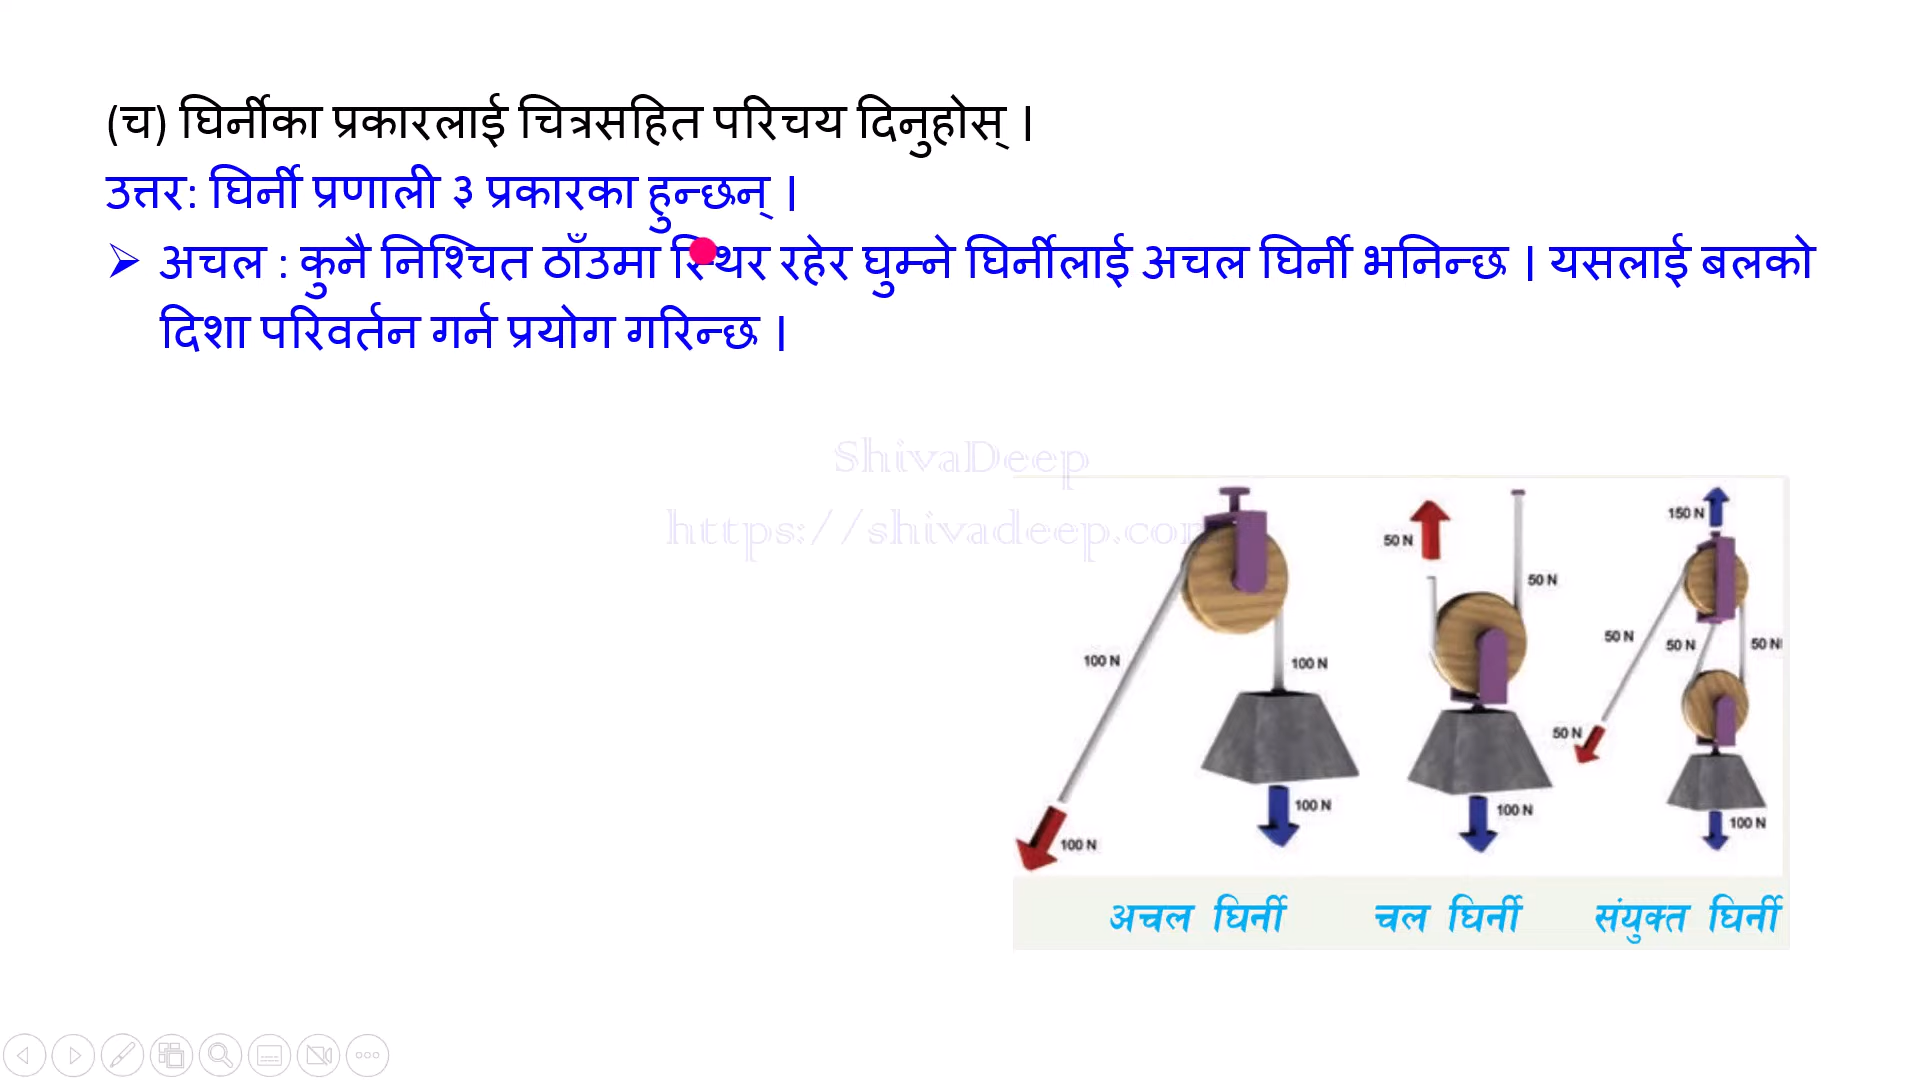 (च) घिर्नीका प्रकारलाई चित्रसहित परिचय दिनुहोस् ।
उत्तर: घिर्नी प्रणाली ३ प्रकारका हुन्छन् ।
➢ अचल : कुनै निश्चित ठाँउमा स्थिर रहेर घुम्ने घिर्नीलाई अचल घिर्नी भनिन्छ । यसलाई बलको
दिशा परिवर्तन गर्न प्रयोग गरिन्छ ।
ShivaDeep
https://shivadeep.com
100 N
100 N
100 N
100 N
50 N
50 N
100 N
150 N
50 N
50 N
50 N
50 N
100 N
अचल घिर्नी
चल घिर्नी
संयुक्त घिर्नी